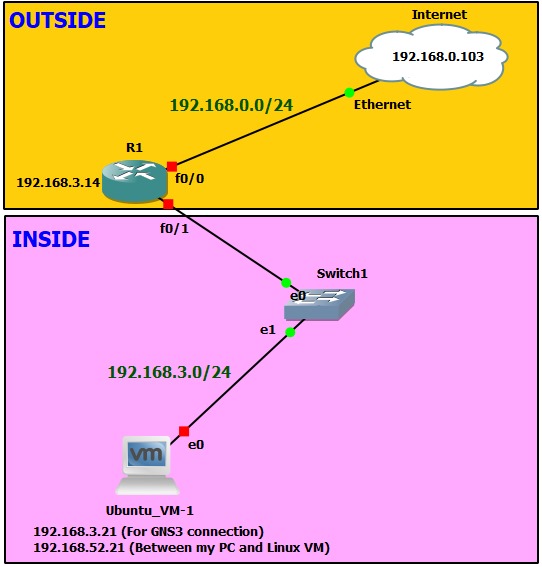 OUTSIDE
Internet
192.168.0.103
192.168.0.0/24
Ethernet
R1
f0/0
192.168.3.14
f0/1
INSIDE
Switch1
e0
e1
192.168.3.0/24
e0
vm
Ubuntu_VM-1
192.168.3.21 (For GNS3 connection)
192.168.52.21 (Between my PC and Linux VM)